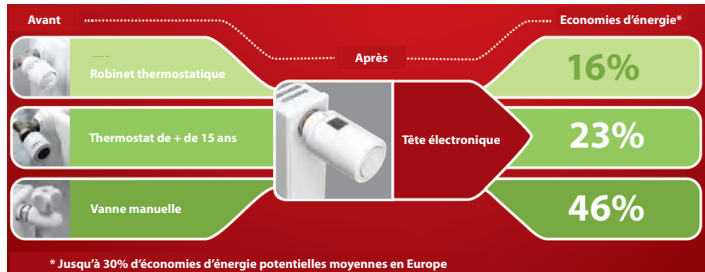 Avant
Après
Economies d'énergie*
Robinet thermostatique
16%
Thermostat de + de 15 ans
Tête électronique
23%
Vanne manuelle
46%
* Jusqu'à 30% d'économies d'énergie potentielles moyennes en Europe